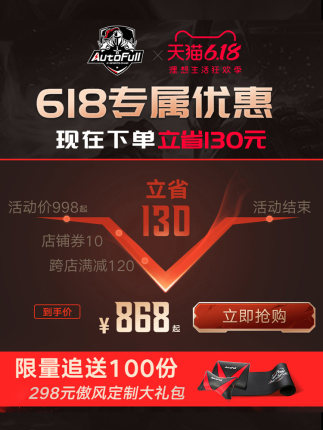 AutoFull × 天猫6.18
理想生活狂欢季
618专属优惠
现在下单立省130元
立省
130
活动价998起
活动结束
店铺券10
跨店满减120
到手价
¥868起
立即抢购
限量追送100份
298元傲风定制大礼包